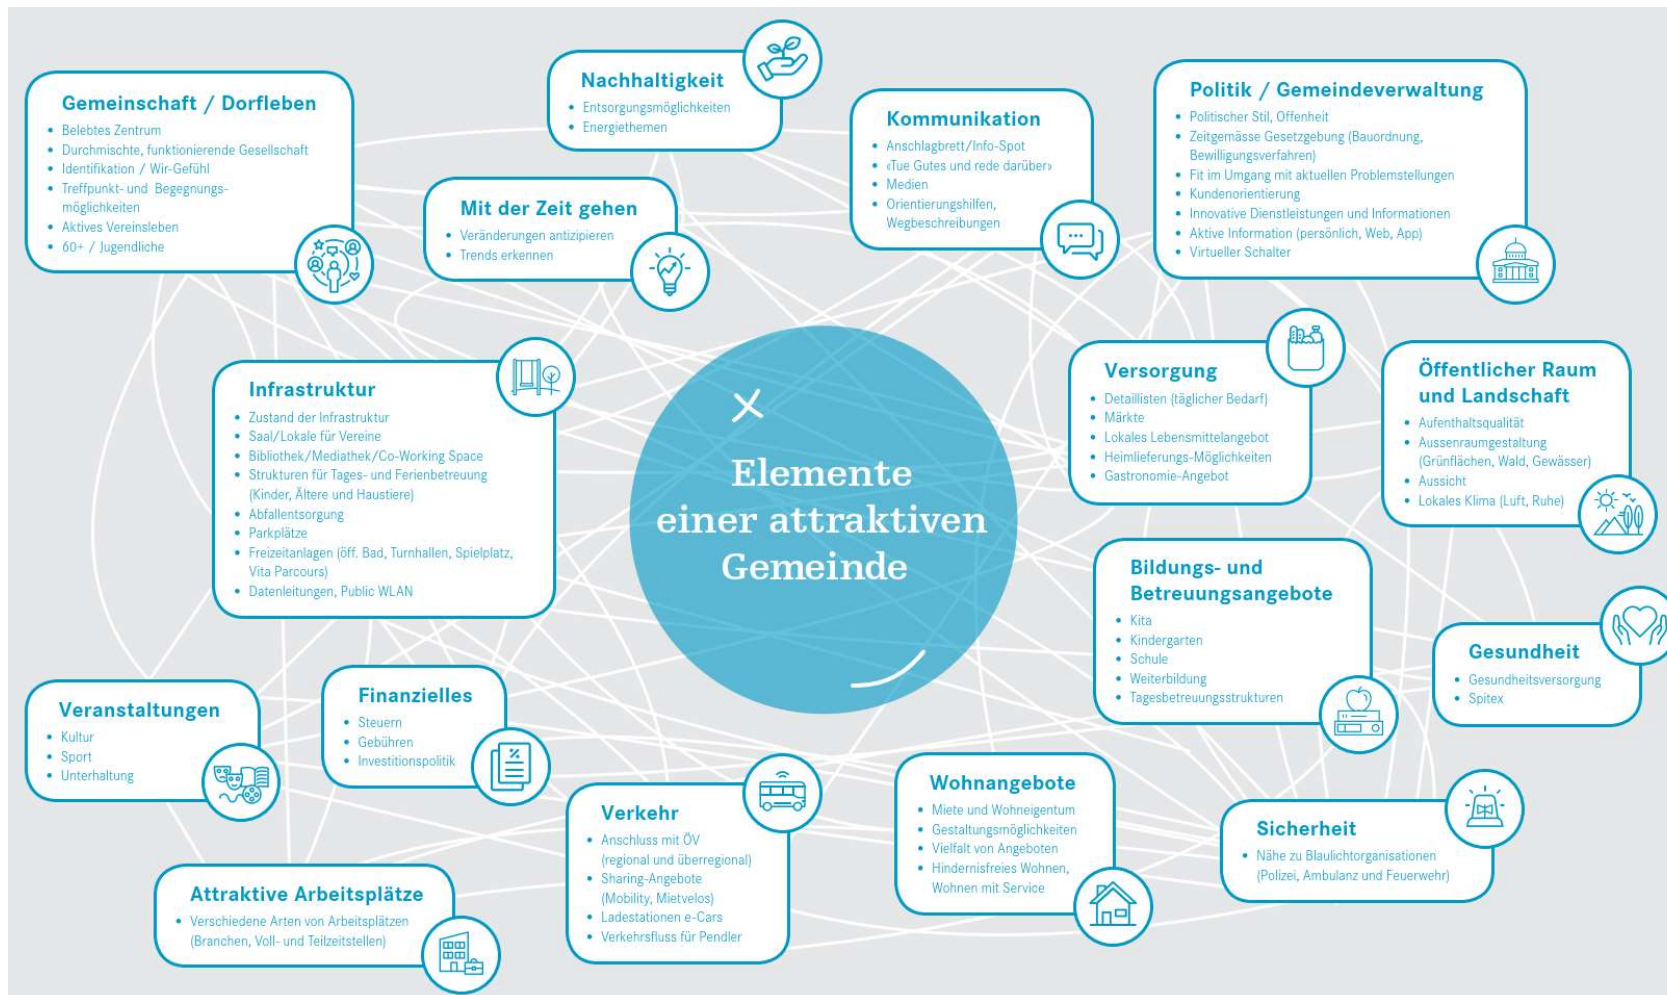 Gemeinschaft / Dorfleben
• Belebtes Zentrum
• Durchmischte, funktionierende Gesellschaft
• Identifikation / Wir-Gefühl
• Treffpunkt- und Begegnungs-
möglichkeiten
• Aktives Vereinsleben
• 60+ / Jugendliche
Nachhaltigkeit
• Entsorgungsmöglichkeiten
• Energiethemen
Mit der Zeit gehen
• Veränderungen antizipieren
• Trends erkennen
Kommunikation
• Anschlagbrett/Info-Spot
• «Tue Gutes und rede darüber»
• Medien
• Orientierungshilfen,
Wegbeschreibungen
Politik / Gemeindeverwaltung
• Politischer Stil, Offenheit
• Zeitgemässe Gesetzgebung (Bauordnung,
Bewilligungsverfahren)
• Fit im Umgang mit aktuellen Problemstellungen
• Kundenorientierung
• Innovative Dienstleistungen und Informationen
• Aktive Information (persönlich, Web, App)
• Virtueller Schalter
Infrastruktur
• Zustand der Infrastruktur
• Saal/Lokale für Vereine
• Bibliothek/Mediathek/Co-Working Space
• Strukturen für Tages- und Ferienbetreuung
(Kinder, Ältere und Haustiere)
• Abfallentsorgung
• Parkplätze
• Freizeitanlagen (öff. Bad, Turnhallen, Spielplatz,
Vita Parcours)
• Datenleitungen, Public WLAN
Elemente
einer attraktiven
Gemeinde
Versorgung
• Detaillisten (täglicher Bedarf)
• Märkte
• Lokales Lebensmittelangebot
• Heimlieferungs-Möglichkeiten
• Gastronomie-Angebot
Öffentlicher Raum
und Landschaft
• Aufenthaltsqualität
• Aussenraumgestaltung
(Grünflächen, Wald, Gewässer)
• Aussicht
• Lokales Klima (Luft, Ruhe)
Bildungs- und
Betreuungsangebote
• Kita
• Kindergarten
• Schule
• Weiterbildung
• Tagesbetreuungsstrukturen
Gesundheit
• Gesundheitsversorgung
• Spitex
Veranstaltungen
• Kultur
• Sport
• Unterhaltung
Finanzielles
• Steuern
• Gebühren
• Investitionspolitik
%
Verkehr
• Anschluss mit ÖV
(regional und überregional)
• Sharing-Angebote
(Mobility, Mietvelos)
• Ladestationen e-Cars
• Verkehrsfluss für Pendler
Wohnangebote
• Miete und Wohneigentum
• Gestaltungsmöglichkeiten
• Vielfalt von Angeboten
• Hindernisfreies Wohnen,
Wohnen mit Service
Sicherheit
• Nähe zu Blaulichtorganisationen
(Polizei, Ambulanz und Feuerwehr)
Attraktive Arbeitsplätze
• Verschiedene Arten von Arbeitsplätzen
(Branchen, Voll- und Teilzeitstellen)